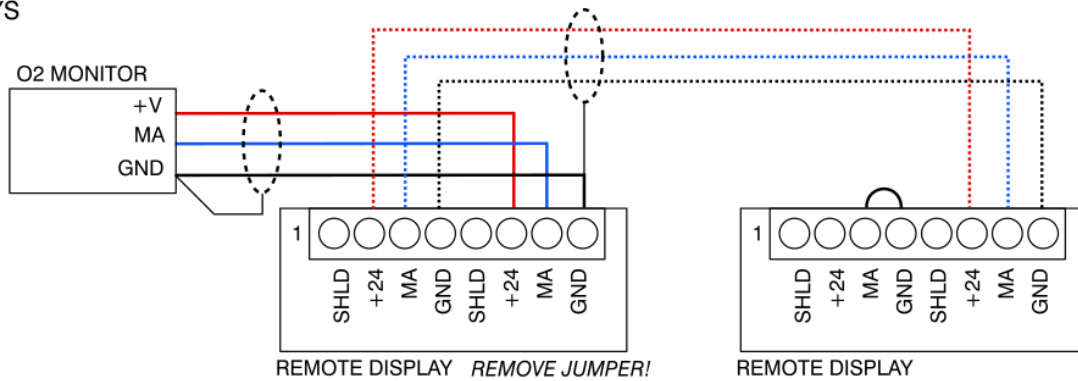 YS
O2 MONITOR
+V
MA
GND
1
SHLD
+24
MA
GND
SHLD
+24
MA
GND
REMOTE DISPLAY REMOVE JUMPER!
1
SHLD
+24
MA
GND
SHLD
+24
MA
GND
REMOTE DISPLAY